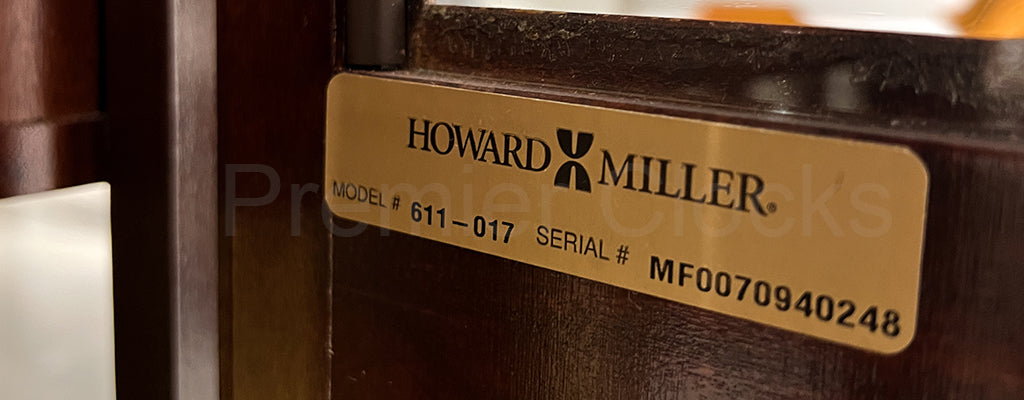 HOWARD MILLER®
MODEL # 611-017 SERIAL # MF0070940248
Premier Clocks